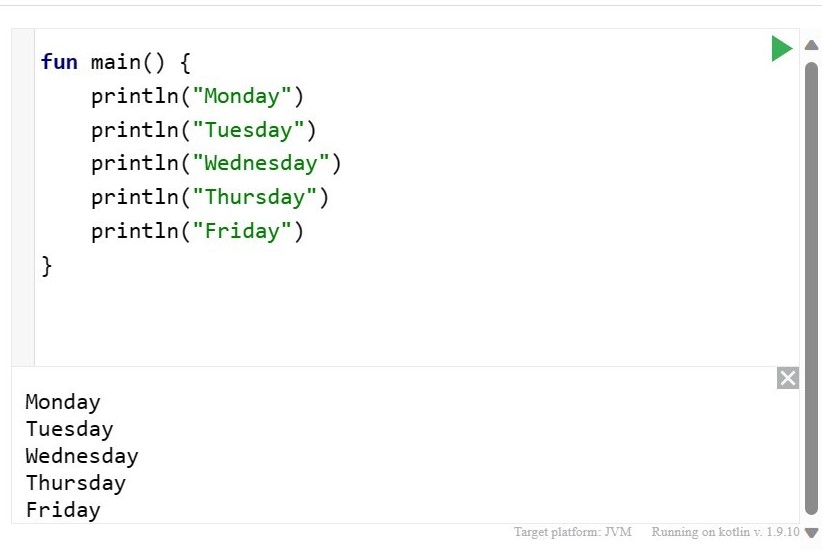 fun main() {
    println("Monday")
    println("Tuesday")
    println("Wednesday")
    println("Thursday")
    println("Friday")
}
Monday
Tuesday
Wednesday
Thursday
Friday
Target platform: JVM    Running on kotlin v. 1.9.10